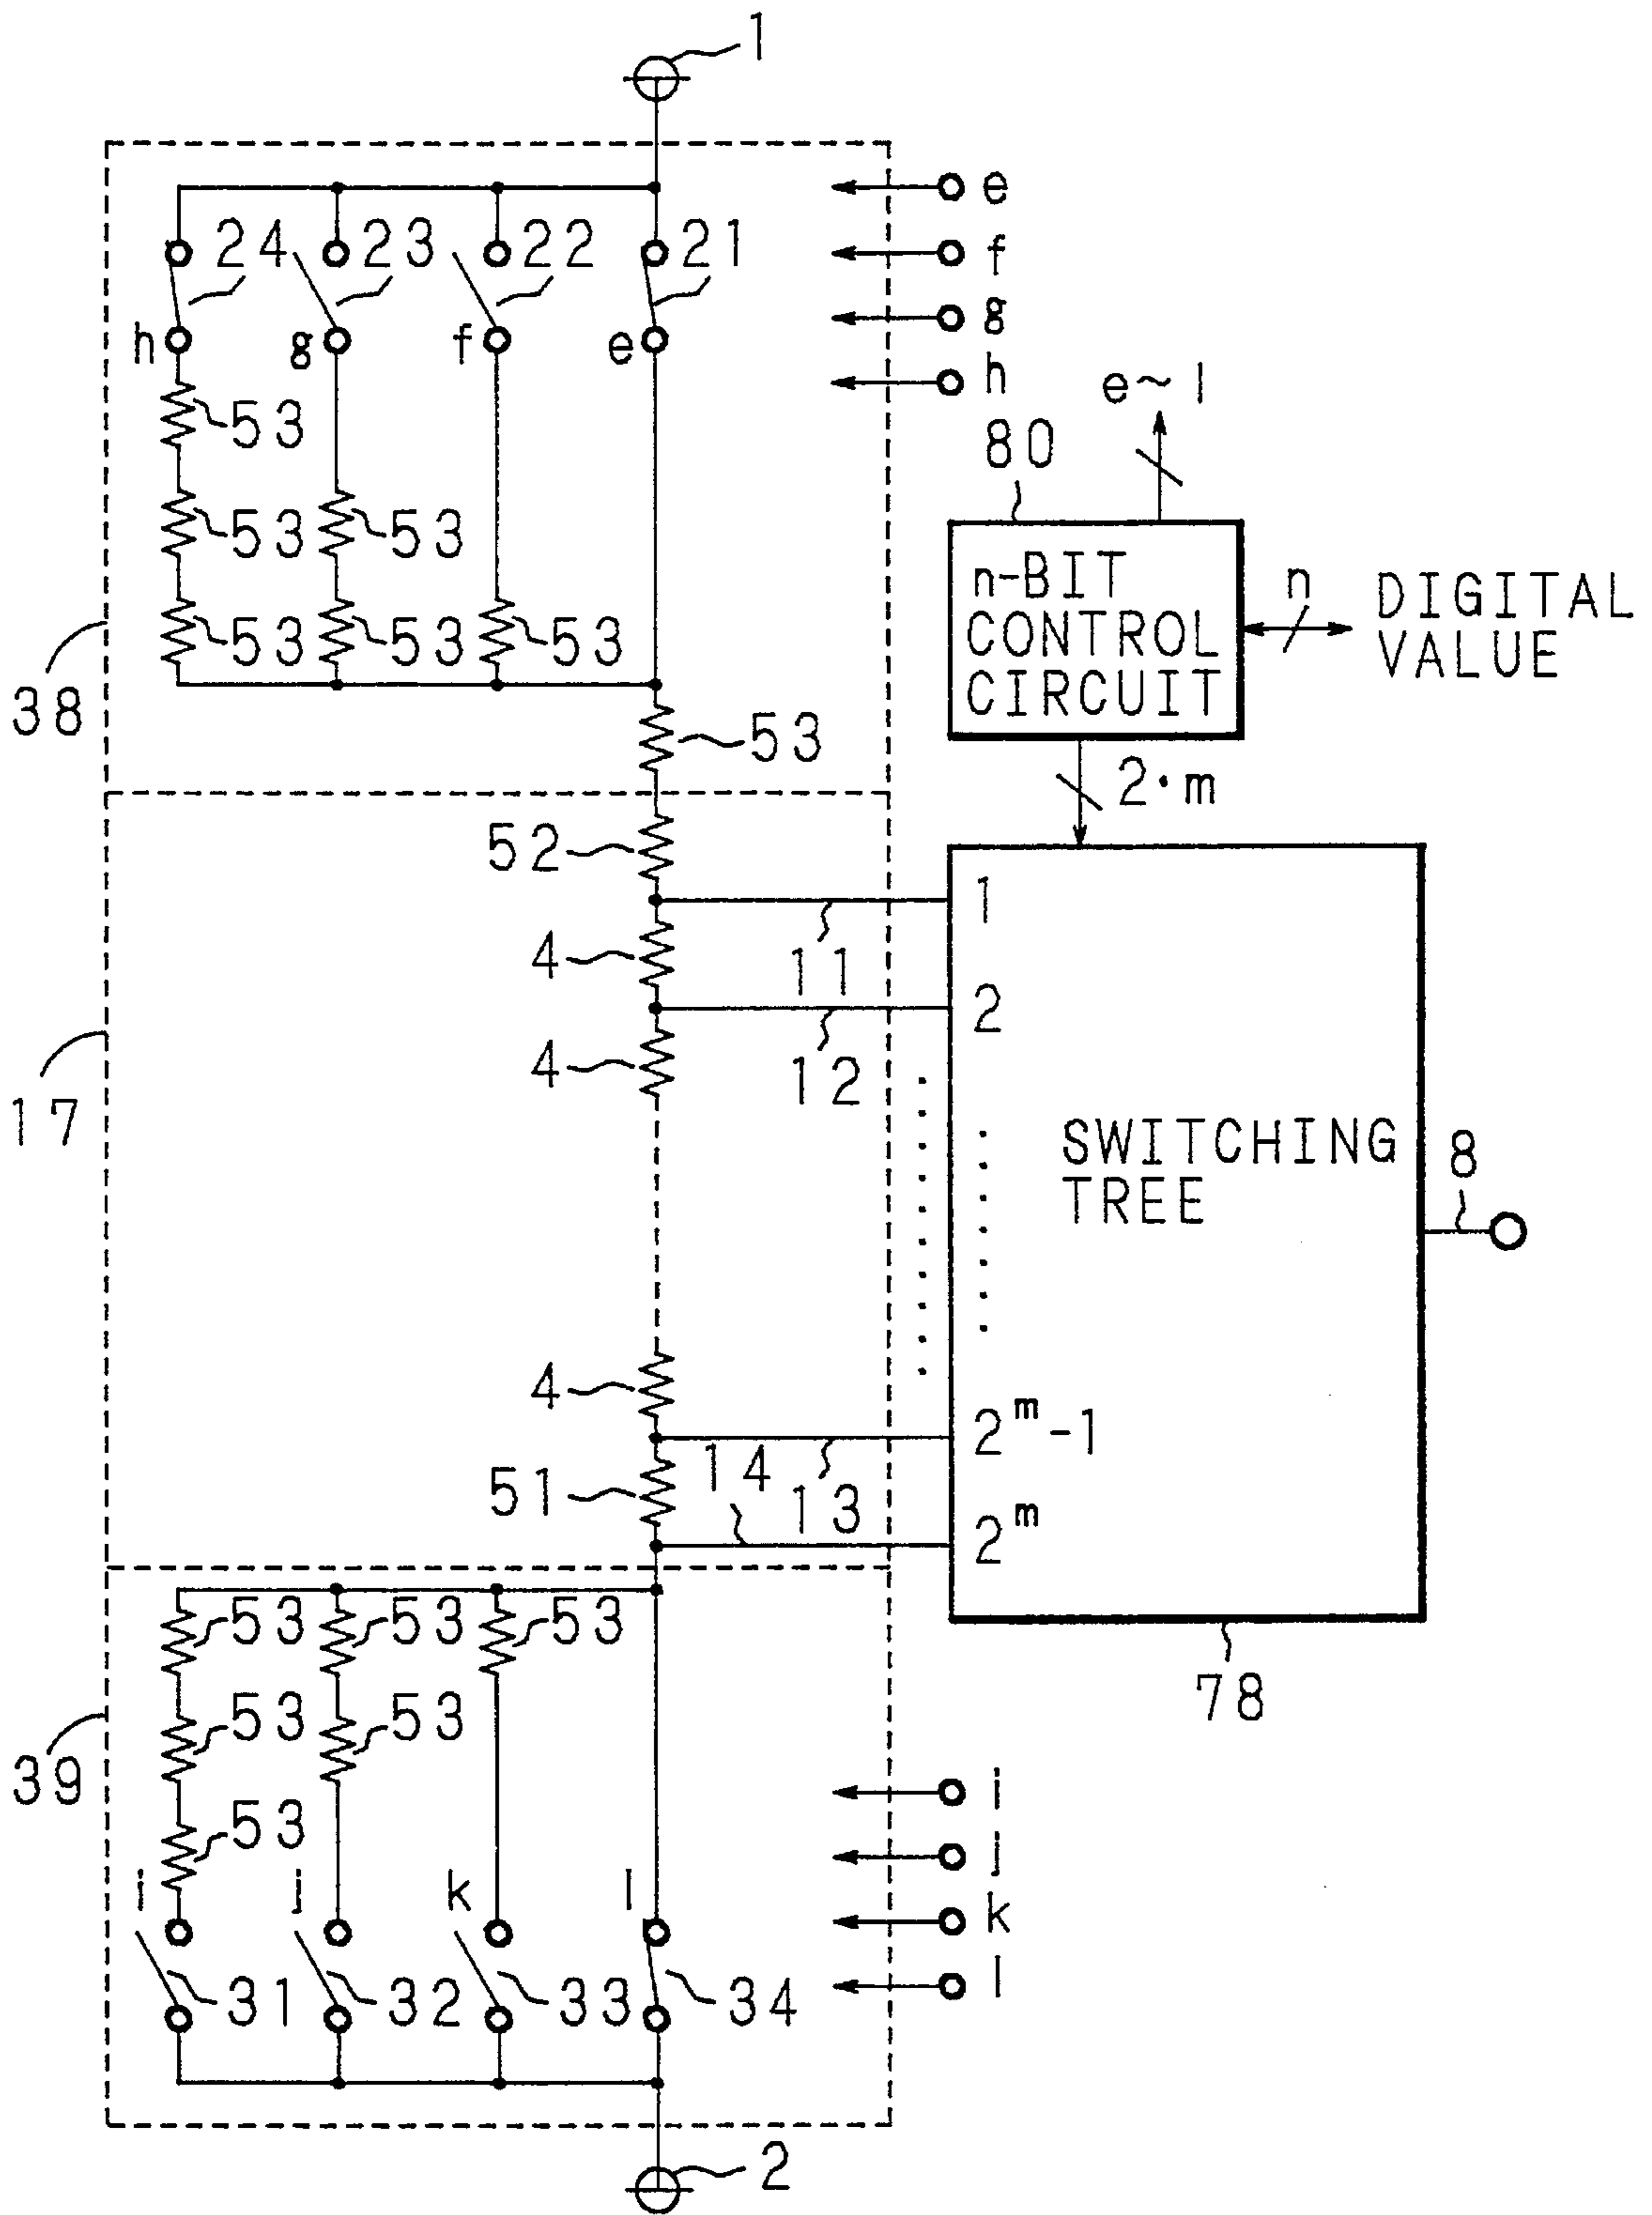 1
e
24 23 22 21
f
g
h g f e
h
53
e~l
80
53 53
n-BIT
CONTROL
CIRCUIT
n
DIGITAL
VALUE
53 53 53
38
53
2·m
52
1
4
11
2
4
12
17
SWITCHING
TREE
8
4
2^m-1
14
51
13
2^m
53 53 53
78
53 53
39
i
53
j
i j k l
k
31 32 33 34
l
2